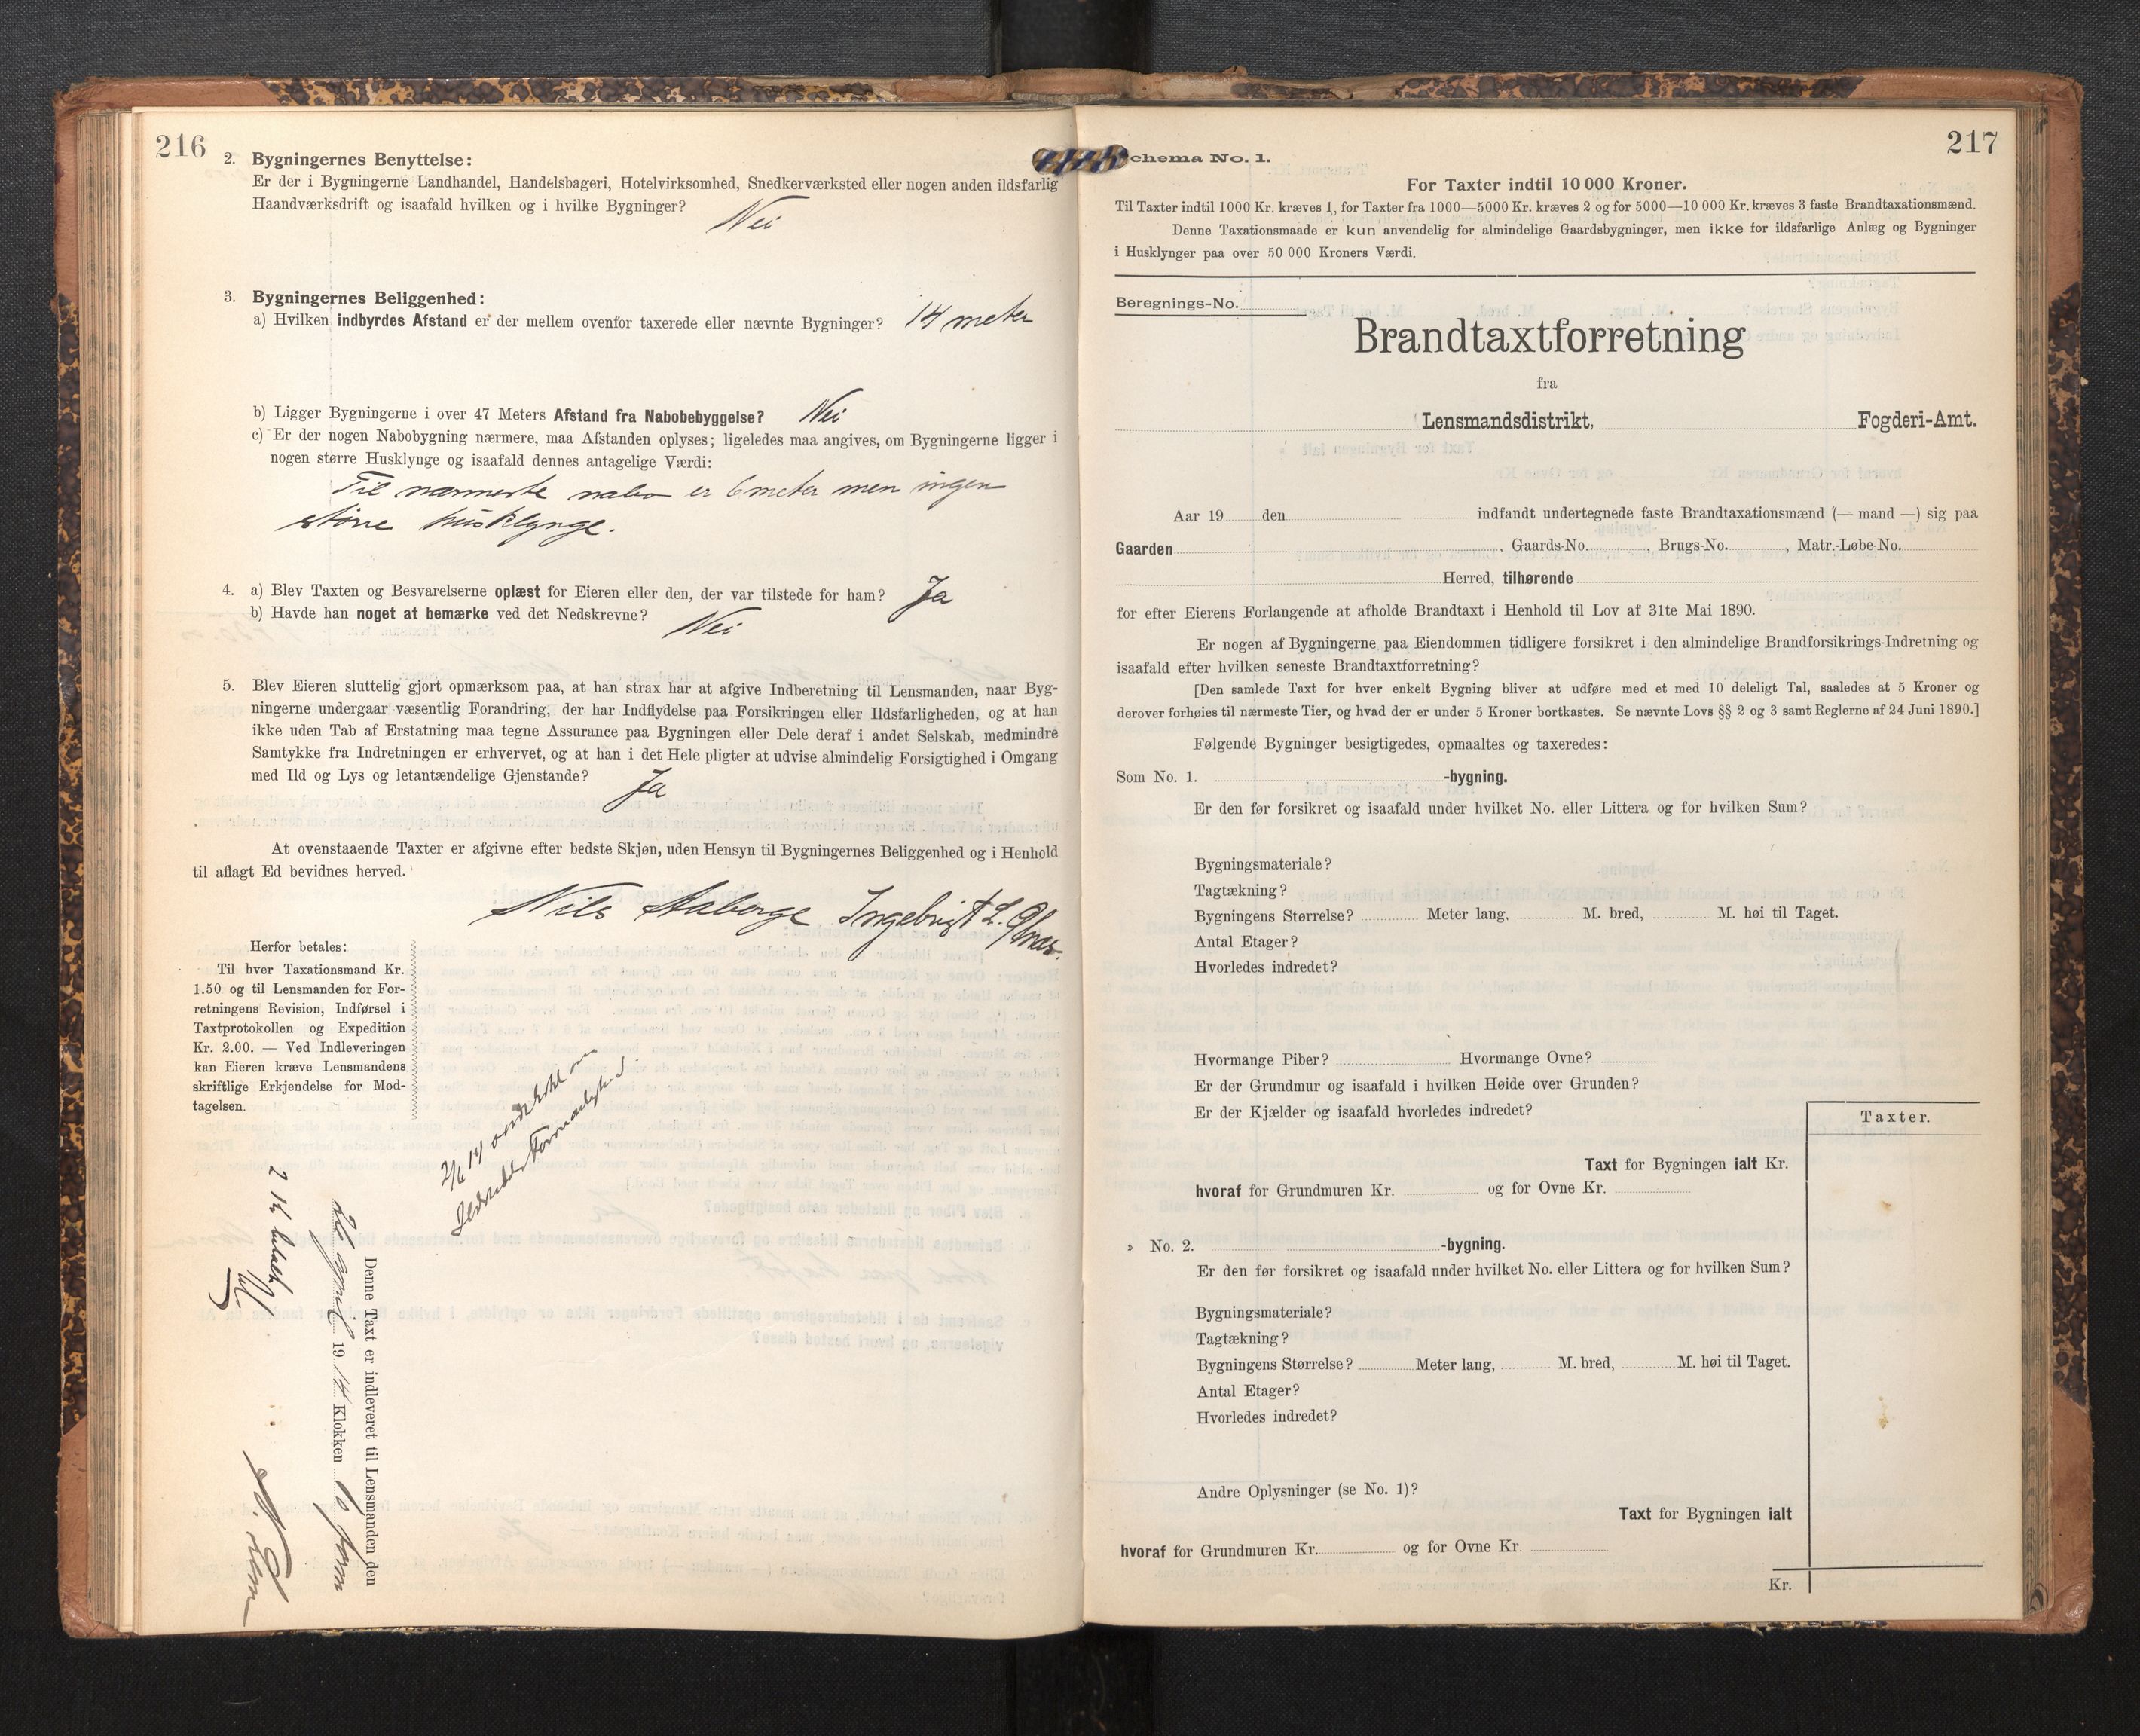 216
2. Bygningernes Benyttelse:
Er der i Bygningerne Landhandel, Handelsbageri, Hotelvirksomhed, Snedkerværksted eller nogen anden ildsfarlig
Haandværksdrift og isaafald hvilken og i hvilke Bygninger?
Nei
3. Bygningernes Beliggenhed:
a) Hvilken indbyrdes Afstand er der mellem ovenfor taxerede eller nævnte Bygninger? 14 meter
b) Ligger Bygningerne i over 47 Meters Afstand fra Nabobebyggelse? Nei
c) Er der nogen Nabobygning nærmere, maa Afstanden oplyses; ligeledes maa angives, om Bygningerne ligger i
nogen større Husklynge og isaafald dennes antagelige Værdi:
Til nærmeste nabo er 6 meter men ingen
større husklynge.
4. a) Blev Taxten og Besvarelserne oplæst for Eieren eller den, der var tilstede for ham? Ja
b) Havde han noget at bemærke ved det Nedskrevne? Nei
5. Blev Eieren sluttelig gjort opmærksom paa, at han strax har at afgive Indberetning til Lensmanden, naar Byg-
ningerne undergaar væsentlig Forandring, der har Indflydelse paa Forsikringen eller Ildsfarligheden, og at han
ikke uden Tab af Erstatning maa tegne Assurance paa Bygningen eller Dele deraf i andet Selskab, medmindre
Samtykke fra Indretningen er erhvervet, og at han i det Hele pligter at udvise almindelig Forsigtighed i Omgang
med Ild og Lys og letantændelige Gjenstande?
Ja
At ovenstaaende Taxter er afgivne efter bedste Skjøn, uden Hensyn til Bygningernes Beliggenhed og i Henhold
til aflagt Ed bevidnes herved.
Nils Aaberge Ingebrigt L.
Herfor betales:
Til hver Taxationsmand Kr.
1.50 og til Lensmanden for For-
retningens Revision, Indførsel i
Taxtprotokollen og Expedition
Kr. 2.00. — Ved Indleveringen
kan Eieren kræve Lensmandens
skriftlige Erkjendelse for Mod-
tagelsen.
2/6 14
Denne Taxt er indleveret til Lensmanden den
april 1914 Klokken form
2 Kr betalt
217
chema No. 1.
For Taxter indtil 10 000 Kroner.
Til Taxter indtil 1000 Kr. kræves 1, for Taxter fra 1000—5000 Kr. kræves 2 og for 5000—10 000 Kr. kræves 3 faste Brandtaxationsmænd.
Denne Taxationsmaade er kun anvendelig for almindelige Gaardsbygninger, men ikke for ildsfarlige Anlæg og Bygninger
i Husklynger paa over 50 000 Kroners Værdi.
Beregnings-No.
Brandtaxtforretning
fra
Lensmandsdistrikt, Fogderi-Amt.
Aar 19 den indfandt undertegnede faste Brandtaxationsmænd (— mand —) sig paa
Gaarden , Gaards-No. , Brugs-No. , Matr.-Løbe-No.
Herred, tilhørende
for efter Eierens Forlangende at afholde Brandtaxt i Henhold til Lov af 31te Mai 1890.
Er nogen af Bygningerne paa Eiendommen tidligere forsikret i den almindelige Brandforsikrings-Indretning og
isaafald efter hvilken seneste Brandtaxtforretning?
[Den samlede Taxt for hver enkelt Bygning bliver at udføre med et med 10 deleligt Tal, saaledes at 5 Kroner og
derover forhøies til nærmeste Tier, og hvad der er under 5 Kroner bortkastes. Se nævnte Lovs §§ 2 og 3 samt Reglerne af 24 Juni 1890.]
Følgende Bygninger besigtigedes, opmaaltes og taxeredes:
Som No. 1. -bygning.
Er den før forsikret og isaafald under hvilket No. eller Littera og for hvilken Sum?
Bygningsmateriale?
Tagtækning?
Bygningens Størrelse? Meter lang, M. bred, M. høi til Taget.
Antal Etager?
Hvorledes indredet?
Hvormange Piber? Hvormange Ovne?
Er der Grundmur og isaafald i hvilken Høide over Grunden?
Er der Kjælder og isaafald hvorledes indredet?
Taxter.
Taxt for Bygningen ialt Kr.
hvoraf for Grundmuren Kr. og for Ovne Kr.
» No. 2. -bygning.
Er den før forsikret og isaafald under hvilket No. eller Littera og for hvilken Sum?
Bygningsmateriale?
Tagtækning?
Bygningens Størrelse? Meter lang, M. bred, M. høi til Taget.
Antal Etager?
Hvorledes indredet?
Andre Oplysninger (se No. 1)?
Taxt for Bygningen ialt
hvoraf for Grundmuren Kr. og for Ovne Kr.
Kr.